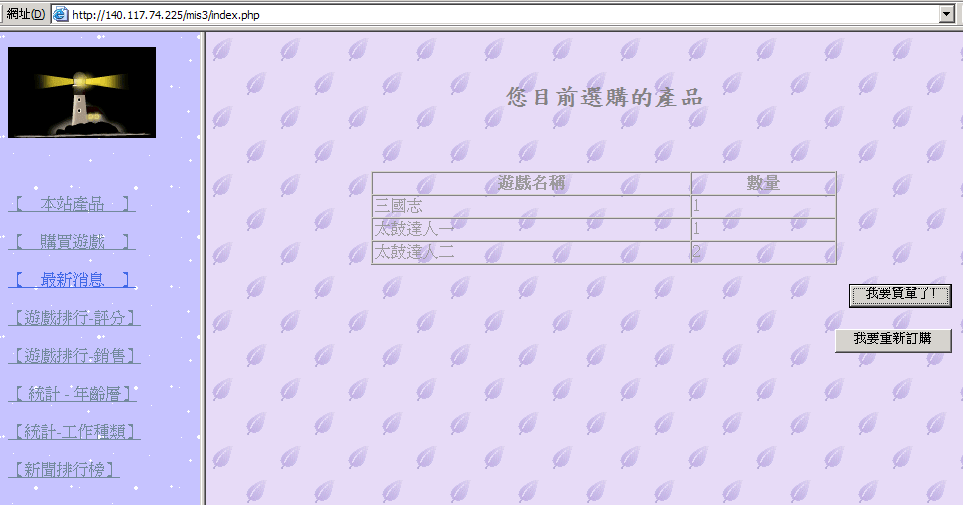 網址(D) http://140.117.74.225/mis3/index.php
您目前選購的產品
遊戲名稱 數量
三國志 1
太鼓達人一 1
太鼓達人二 2
我要買單了!
我要重新訂購
【 本站產品 】
【 購買遊戲 】
【 最新消息 】
【遊戲排行-評分】
【遊戲排行-銷售】
【 統計 - 年齡層】
【統計-工作種類】
【新聞排行榜】